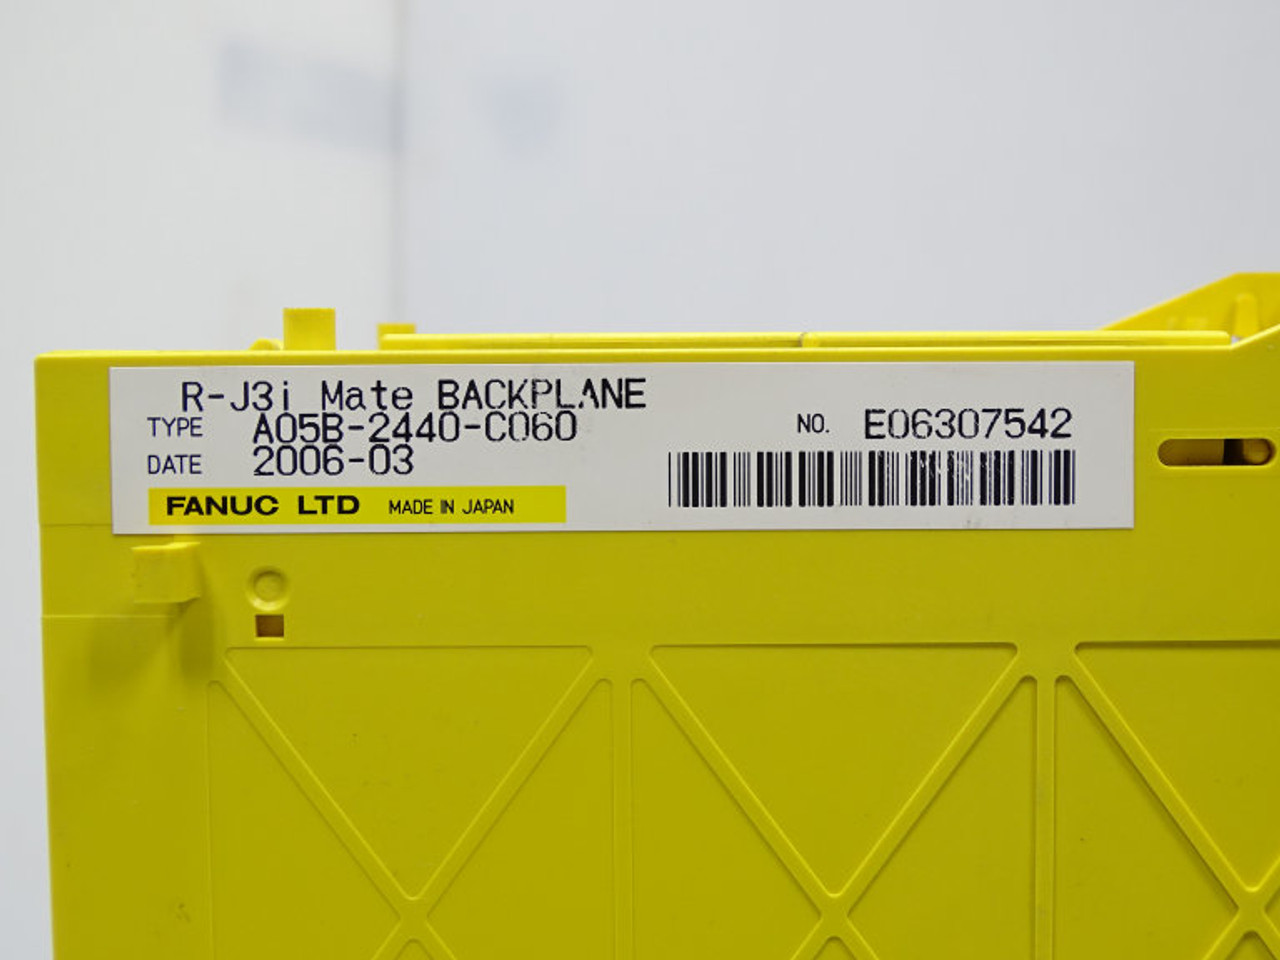 R-J3i Mate BACKPLANE
TYPE A05B-2440-C060
NO. E06307542
DATE 2006-03
FANUC LTD MADE IN JAPAN